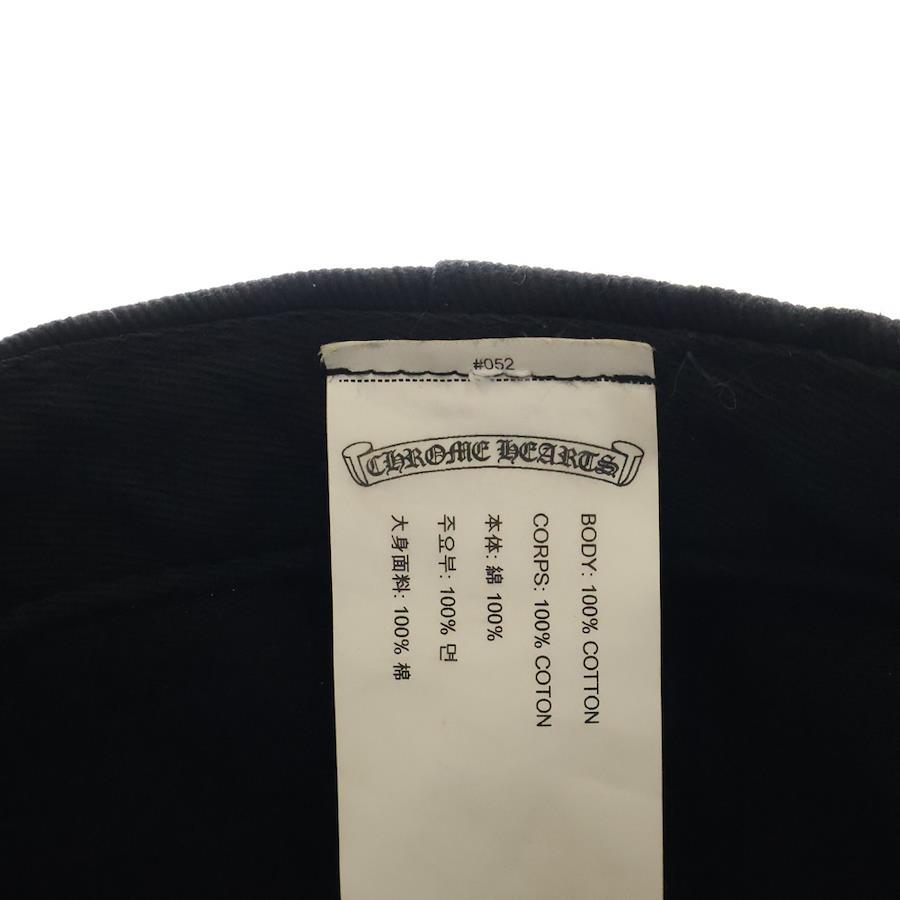 #052
CHROME HEARTS
BODY: 100% COTTON
CORPS: 100% COTON
本体: 綿 100%
주요부: 100% 면
大身面料: 100% 棉